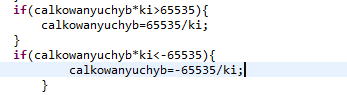 if(calkowanyuchyb*ki>65535){
calkowanyuchyb=65535/ki;
}
if(calkowanyuchyb*ki<-65535){
calkowanyuchyb=-65535/ki;
}